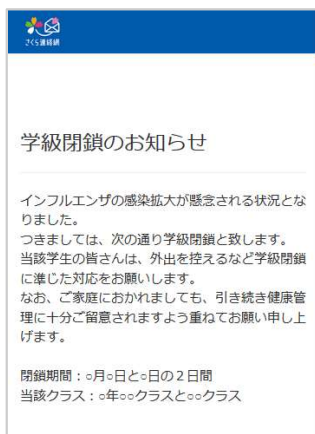 さくら連絡網
学級閉鎖のお知らせ
インフルエンザの感染拡大が懸念される状況とな
りました。
つきましては、次の通り学級閉鎖と致します。
当該学生の皆さんは、外出を控えるなど学級閉鎖
に準じた対応をお願いします。
なお、ご家庭におかれましても、引き続き健康管
理に十分ご留意されますよう重ねてお願い申し上
げます。
閉鎖期間：○月○日と○日の２日間
当該クラス：○年○○クラスと○○クラス